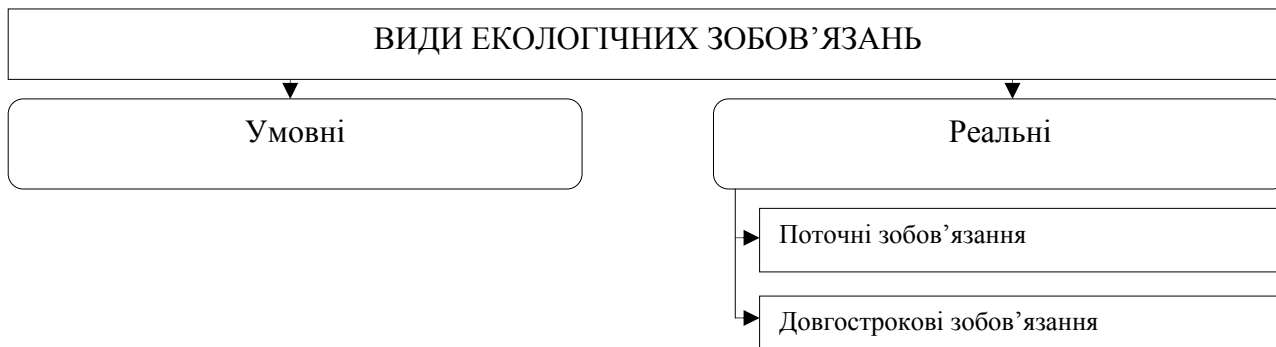 ВИДИ ЕКОЛОГІЧНИХ ЗОБОВ’ЯЗАНЬ
Умовні
Реальні
Поточні зобов’язання
Довгострокові зобов’язання